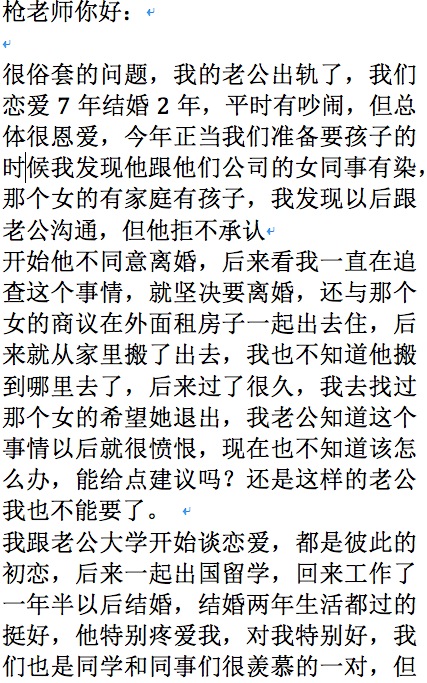 枪老师你好：
很俗套的问题，我的老公出轨了，我们
恋爱 7 年结婚 2 年，平时有吵闹，但总
体很恩爱，今年正当我们准备要孩子的
时候我发现他跟他们公司的女同事有染，
那个女的有家庭有孩子，我发现以后跟
老公沟通，但他拒不承认
开始他不同意离婚，后来看我一直在追
查这个事情，就坚决要离婚，还与那个
女的商议在外面租房子一起出去住，后
来就从家里搬了出去，我也不知道他搬
到哪里去了，后来过了很久，我去找过
那个女的希望她退出，我老公知道这个
事情以后就很愤恨，现在也不知道该怎
么办，能给点建议吗？还是这样的老公
我也不能要了。
我跟老公大学开始谈恋爱，都是彼此的
初恋，后来一起出国留学，回来工作了
一年半以后结婚，结婚两年生活都过的
挺好，他特别疼爱我，对我特别好，我
们也是同学和同事们很羡慕的一对，但